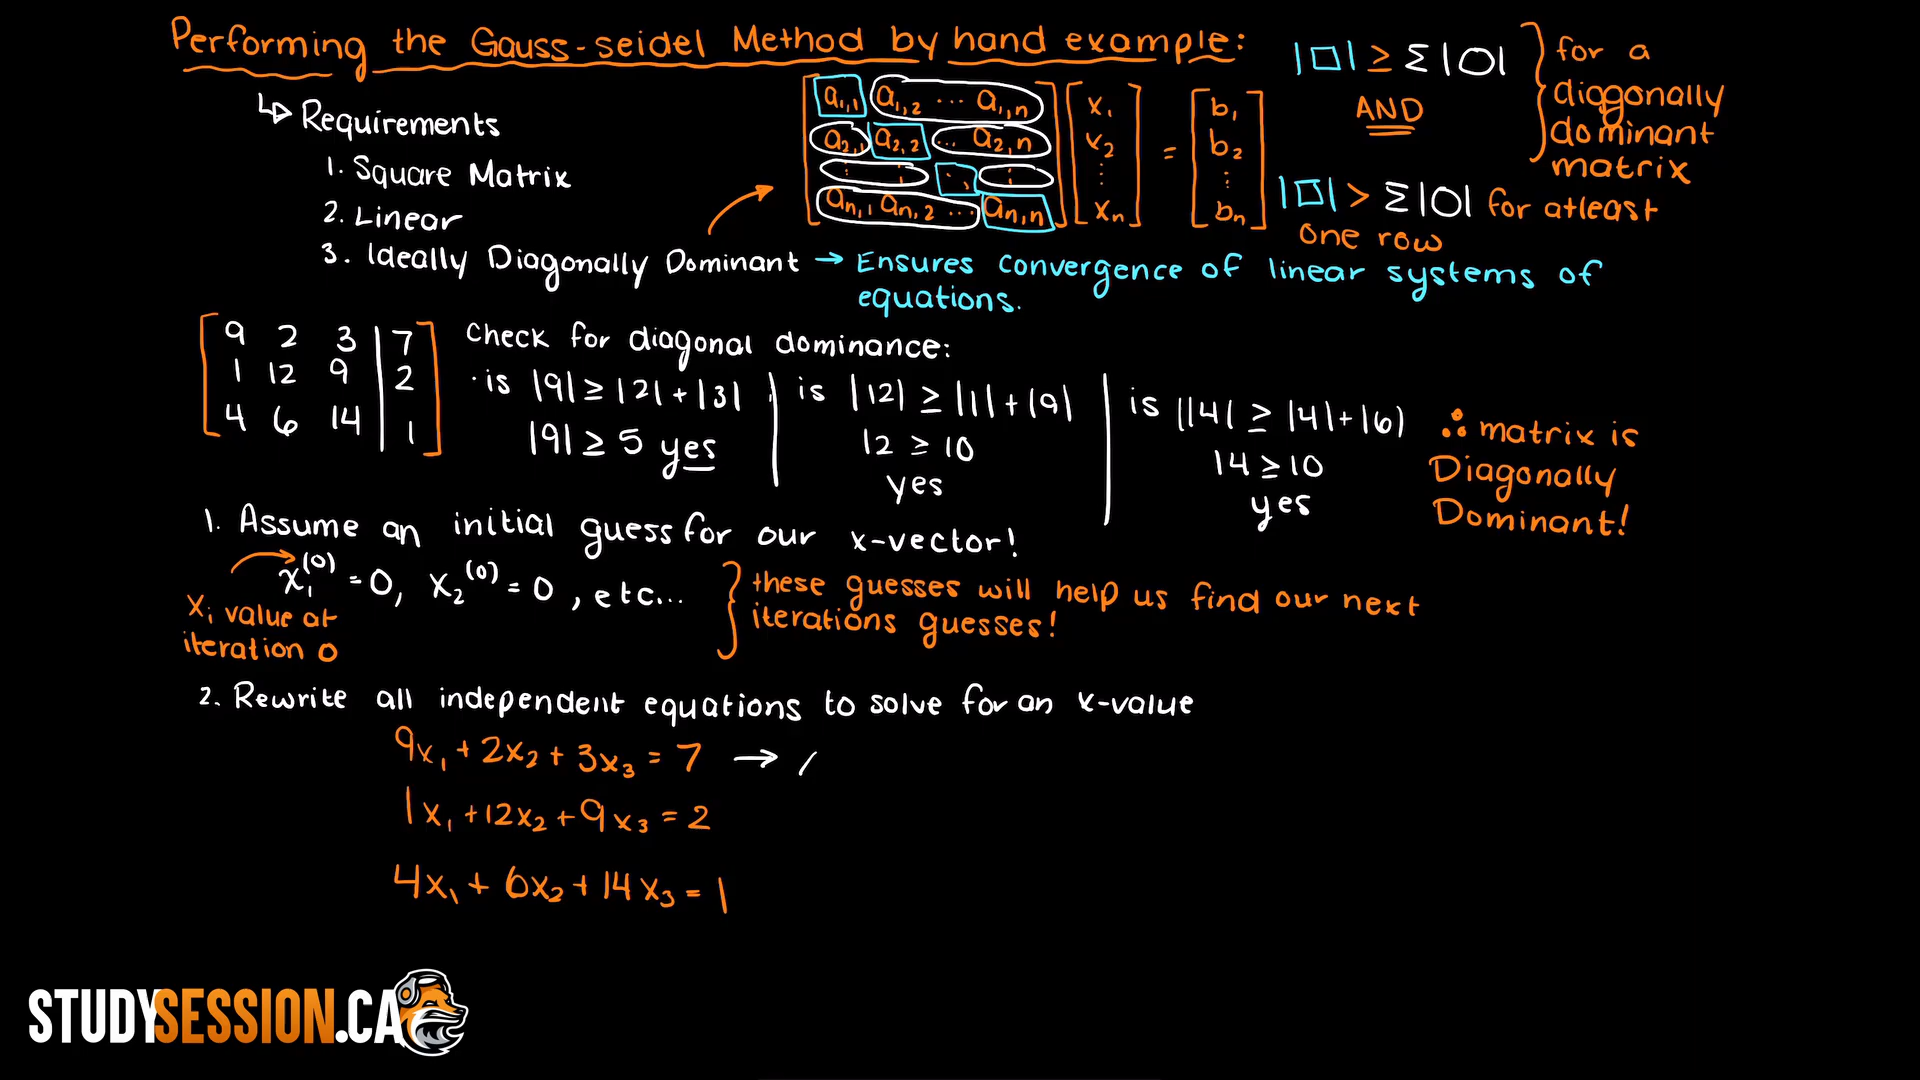 Performing the Gauss-seidel Method by hand example:
↳ Requirements
1. Square Matrix
2. Linear
3. Ideally Diagonally Dominant → Ensures convergence of linear systems of
equations.
a1,1 a1,2 ... a1,n
a2,1 a2,2 ... a2,n
an,1 an,2 ... an,n
x1
x2
⋮
xn
=
b1
b2
⋮
bn
|□| ≥ Σ|O|
AND
|□| > Σ|O| for atleast
one row
for a
diagonally
dominant
matrix
9 2 3 | 7
1 12 9 | 2
4 6 14 | 1
Check for diagonal dominance:
· is |9| ≥ |2| + |3|
|9| ≥ 5 yes
is |12| ≥ |1| + |9|
12 ≥ 10
yes
is |14| ≥ |4| + |6|
14 ≥ 10
yes
∴ matrix is
Diagonally
Dominant!
1. Assume an initial guess for our x-vector!
x1(0) = 0, x2(0) = 0, etc...
x1 value at
iteration 0
these guesses will help us find our next
iterations guesses!
2. Rewrite all independent equations to solve for an x-value
9x1 + 2x2 + 3x3 = 7 →
1x1 + 12x2 + 9x3 = 2
4x1 + 6x2 + 14x3 = 1
STUDYSESSION.CA